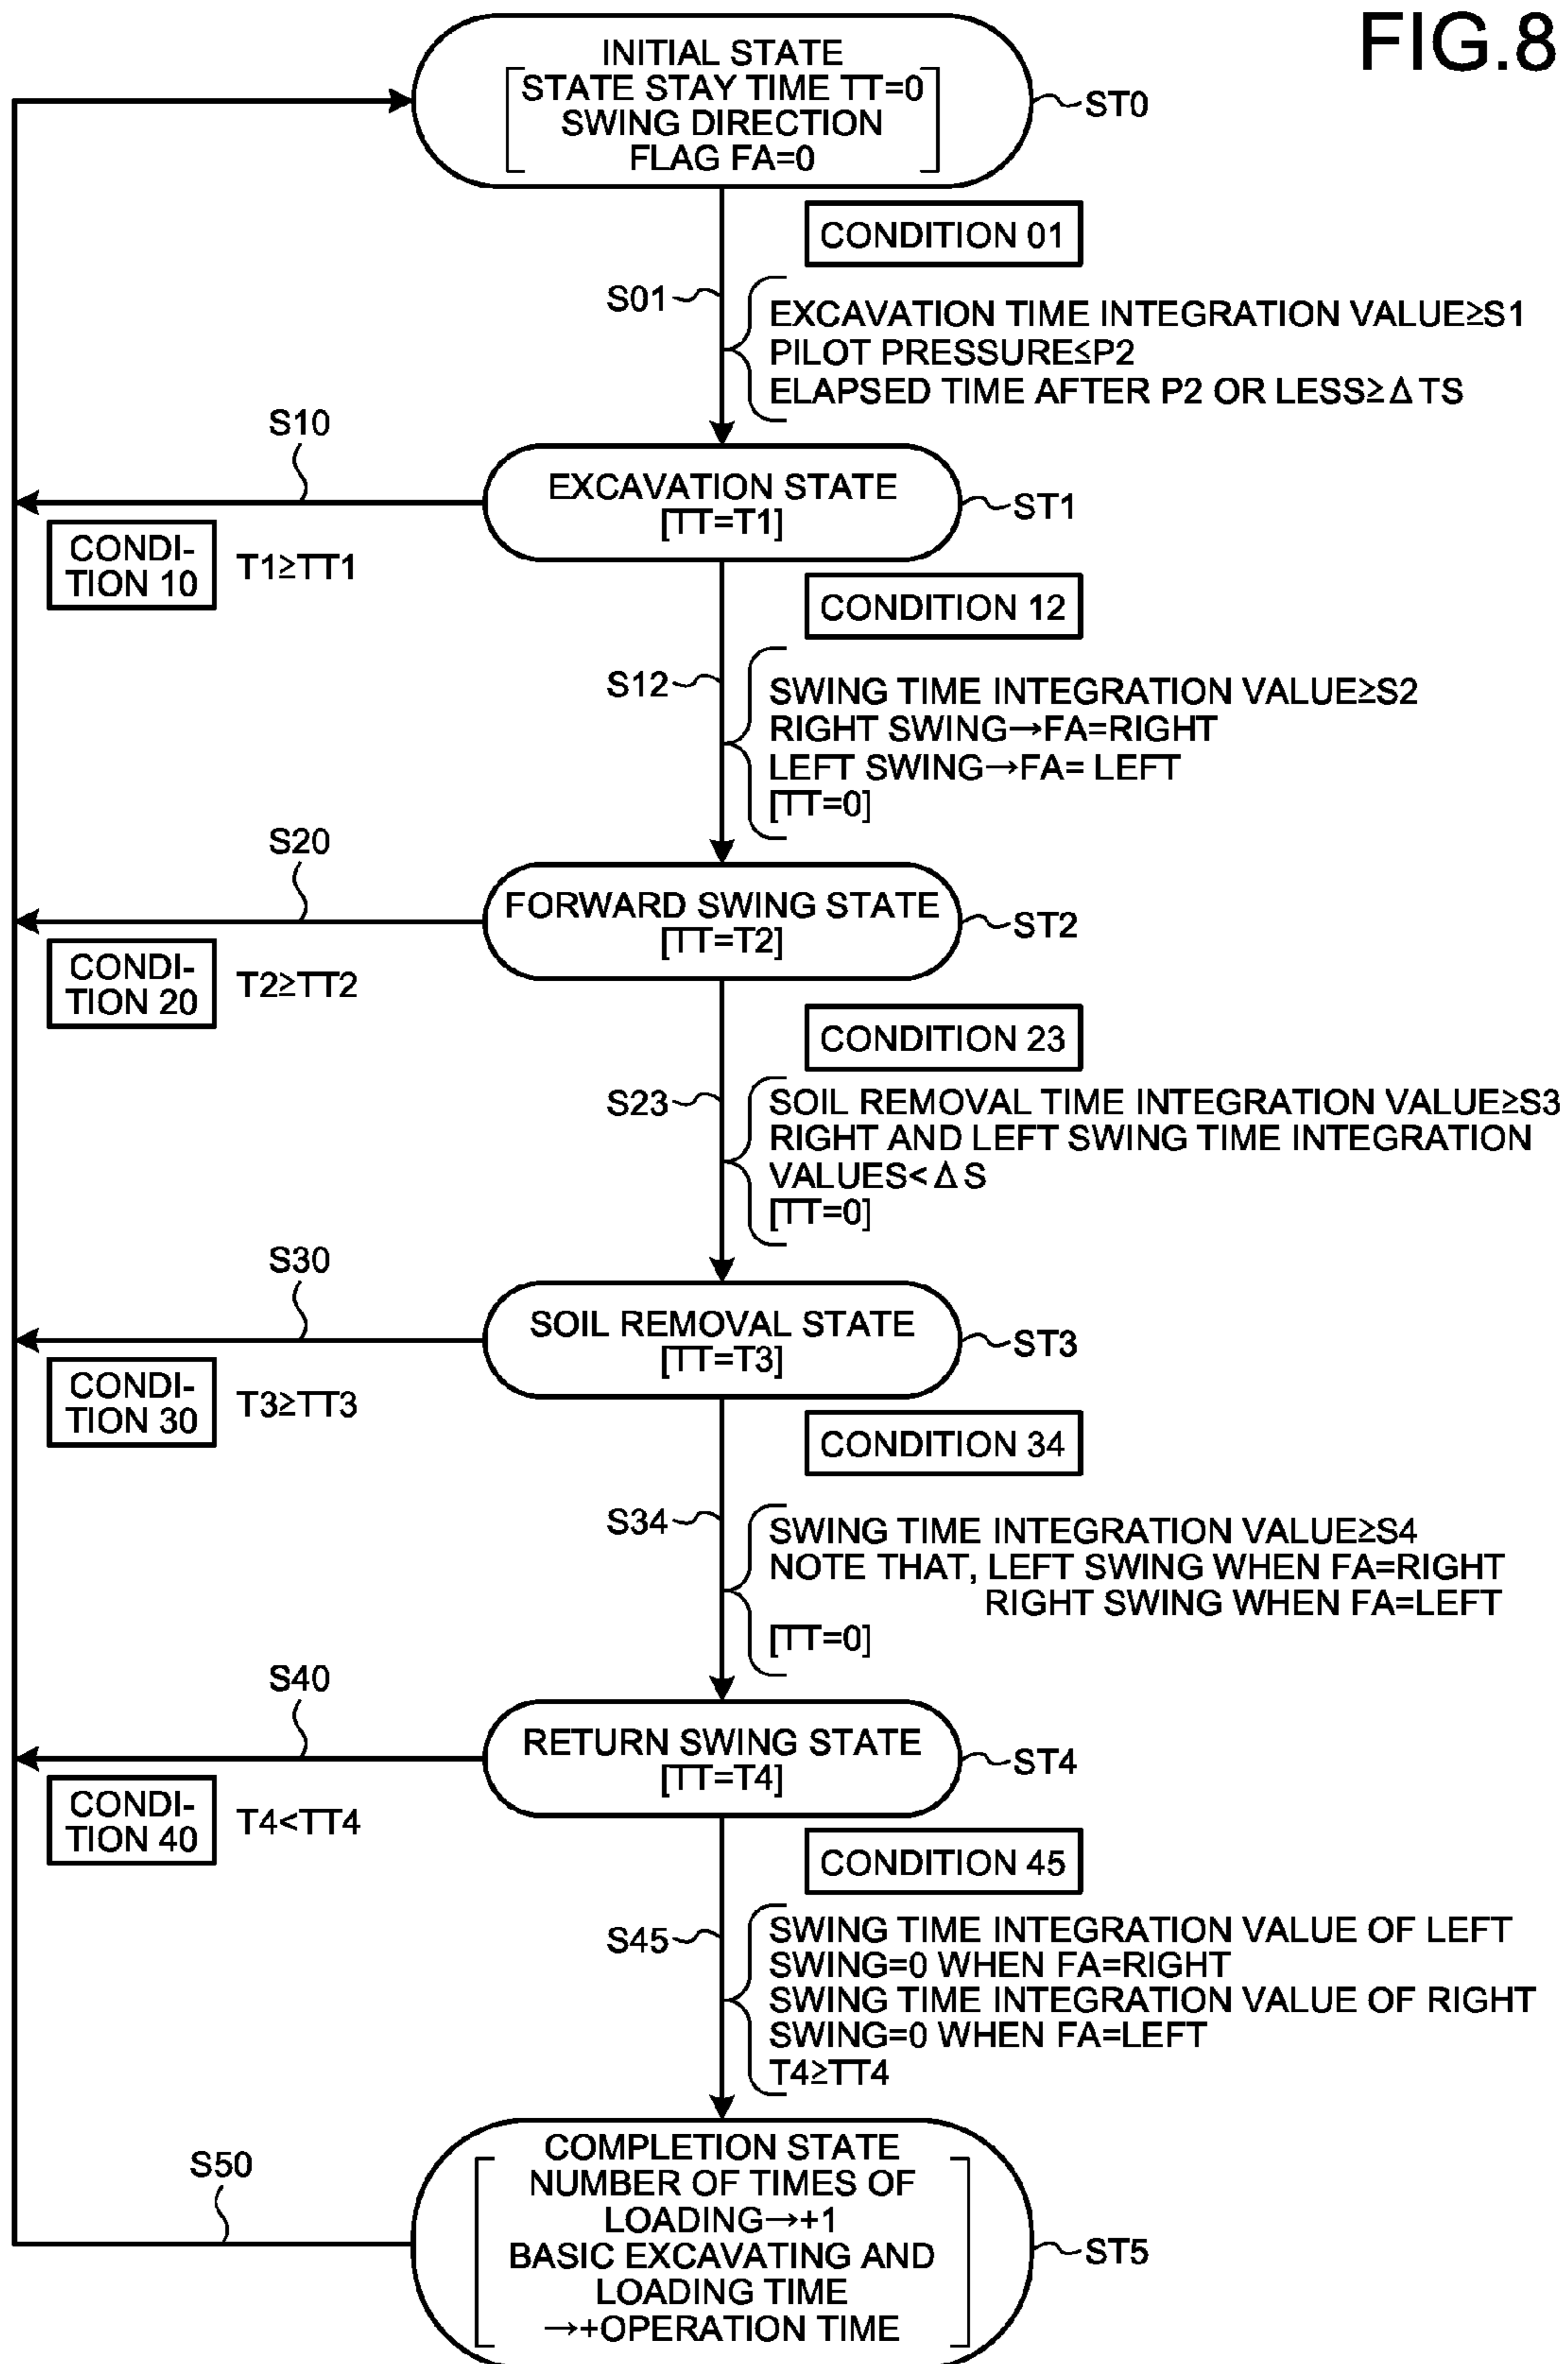 FIG.8
INITIAL STATE
STATE STAY TIME TT=0
SWING DIRECTION
FLAG FA=0
ST0
CONDITION 01
S01
EXCAVATION TIME INTEGRATION VALUE≥S1
PILOT PRESSURE≤P2
ELAPSED TIME AFTER P2 OR LESS≥ΔTS
S10
EXCAVATION STATE
[TT=T1]
ST1
CONDI-
TION 10
T1≥TT1
CONDITION 12
S12
SWING TIME INTEGRATION VALUE≥S2
RIGHT SWING→FA=RIGHT
LEFT SWING→FA= LEFT
[TT=0]
S20
FORWARD SWING STATE
[TT=T2]
ST2
CONDI-
TION 20
T2≥TT2
CONDITION 23
S23
SOIL REMOVAL TIME INTEGRATION VALUE≥S3
RIGHT AND LEFT SWING TIME INTEGRATION
VALUES<ΔS
[TT=0]
S30
SOIL REMOVAL STATE
[TT=T3]
ST3
CONDI-
TION 30
T3≥TT3
CONDITION 34
S34
SWING TIME INTEGRATION VALUE≥S4
NOTE THAT, LEFT SWING WHEN FA=RIGHT
RIGHT SWING WHEN FA=LEFT
[TT=0]
S40
RETURN SWING STATE
[TT=T4]
ST4
CONDI-
TION 40
T4<TT4
CONDITION 45
S45
SWING TIME INTEGRATION VALUE OF LEFT
SWING=0 WHEN FA=RIGHT
SWING TIME INTEGRATION VALUE OF RIGHT
SWING=0 WHEN FA=LEFT
T4≥TT4
S50
COMPLETION STATE
NUMBER OF TIMES OF
LOADING→+1
BASIC EXCAVATING AND
LOADING TIME
→+OPERATION TIME
ST5